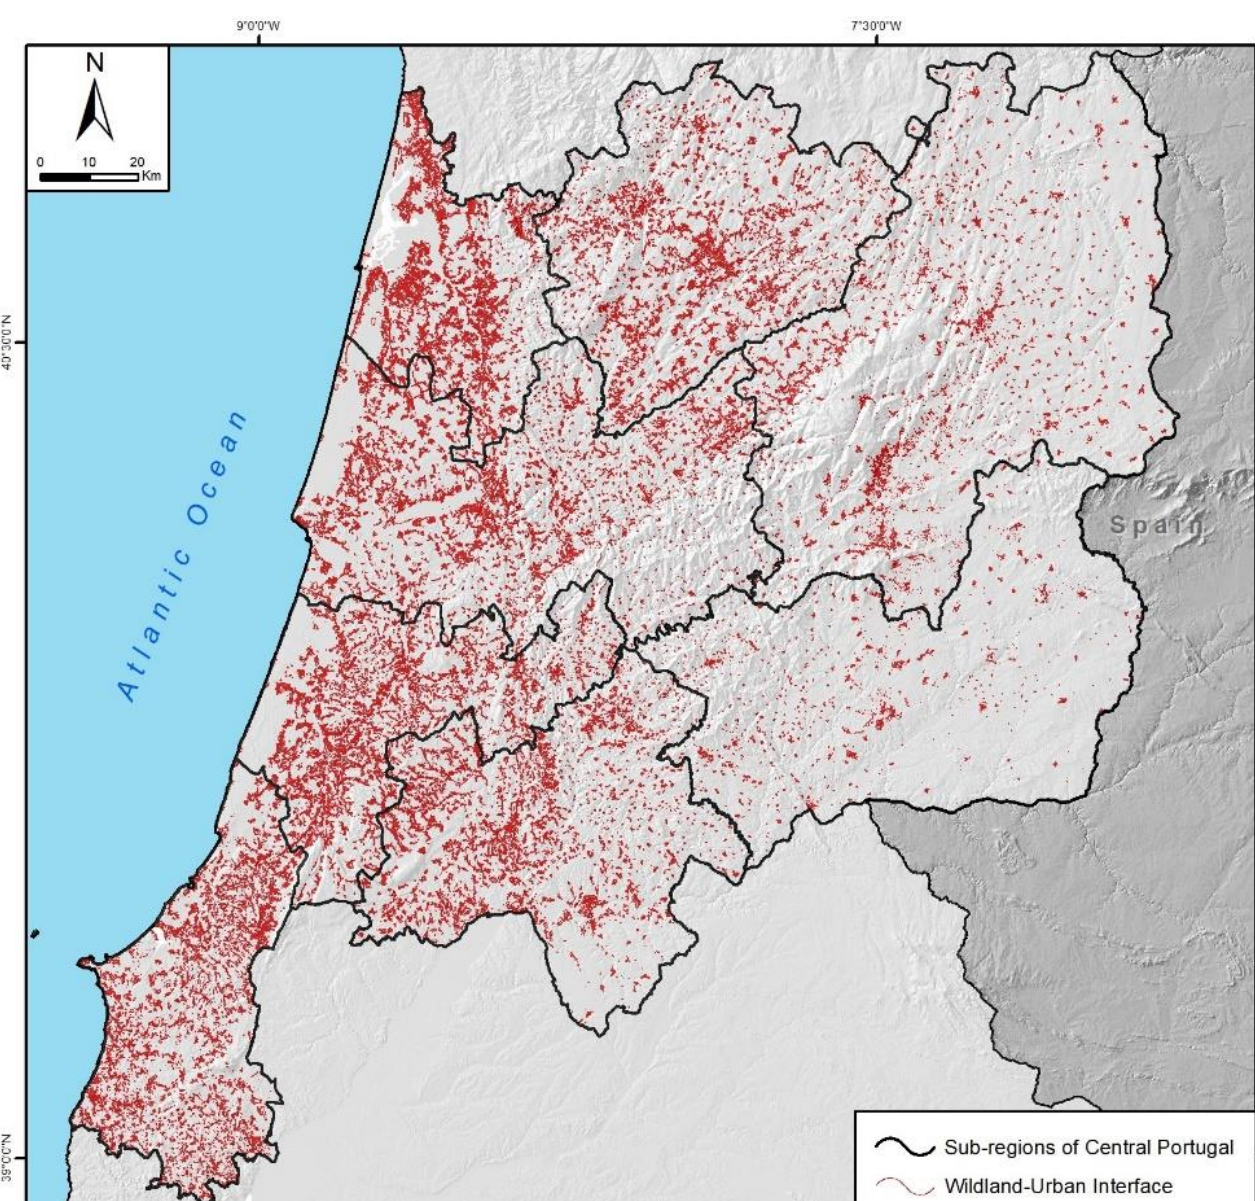 9°0'0"W
7°30'0"W
N
0 10 20
Km
40°30'0"N
Atlantic Ocean
Spain
39°0'0"N
Sub-regions of Central Portugal
Wildland-Urban Interface